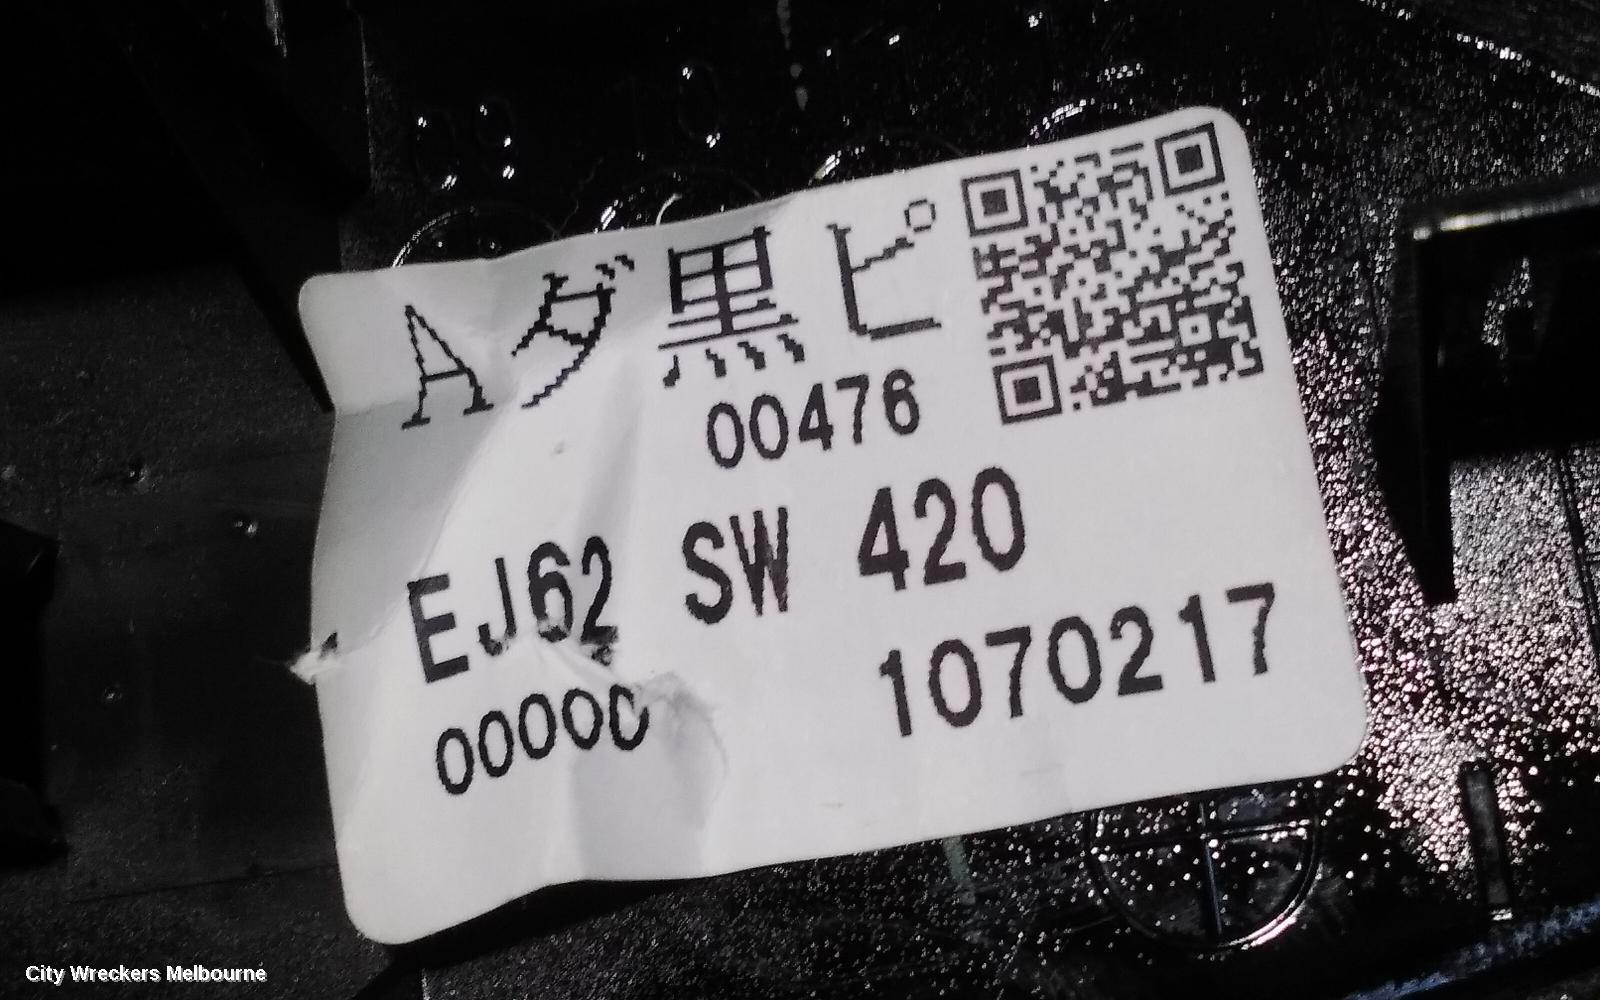 Aダ黒ピ
00476
EJ62 SW 420
00000 1070217
City Wreckers Melbourne